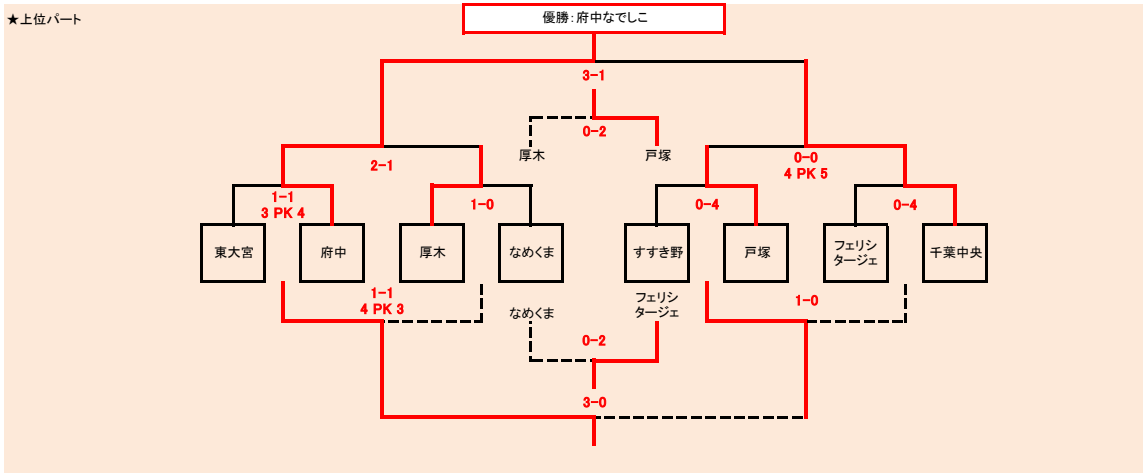 ★上位パート
優勝：府中なでしこ
3-1
0-2
厚木
戸塚
2-1
0-0
4 PK 5
1-1
3 PK 4
1-0
0-4
0-4
東大宮
府中
厚木
なめくま
すすき野
戸塚
フェリシ
タージェ
千葉中央
1-1
4 PK 3
なめくま
フェリシ
タージェ
1-0
0-2
3-0